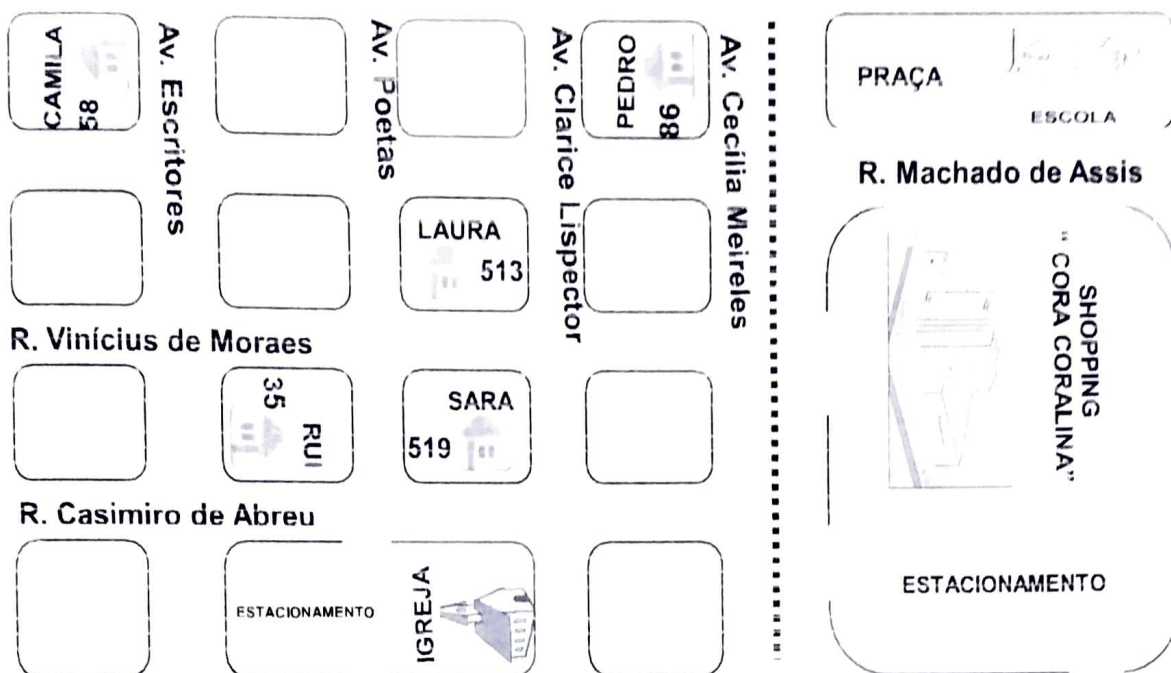 CAMILA
58
Av. Escritores
Av. Poetas
Av. Clarice Lispector
PEDRO
98
Av. Cecília Meireles
PRAÇA
ESCOLA
R. Machado de Assis
LAURA
513
SHOPPING
" CORA CORALINA"
R. Vinícius de Moraes
35
RUI
SARA
519
R. Casimiro de Abreu
ESTACIONAMENTO
IGREJA
ESTACIONAMENTO